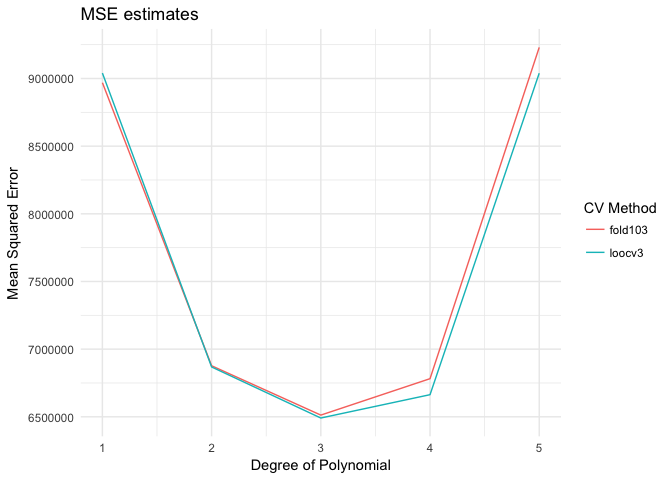 MSE estimates
Mean Squared Error
9000000
8500000
8000000
7500000
7000000
6500000
1 2 3 4 5
Degree of Polynomial
CV Method
fold103
loocv3